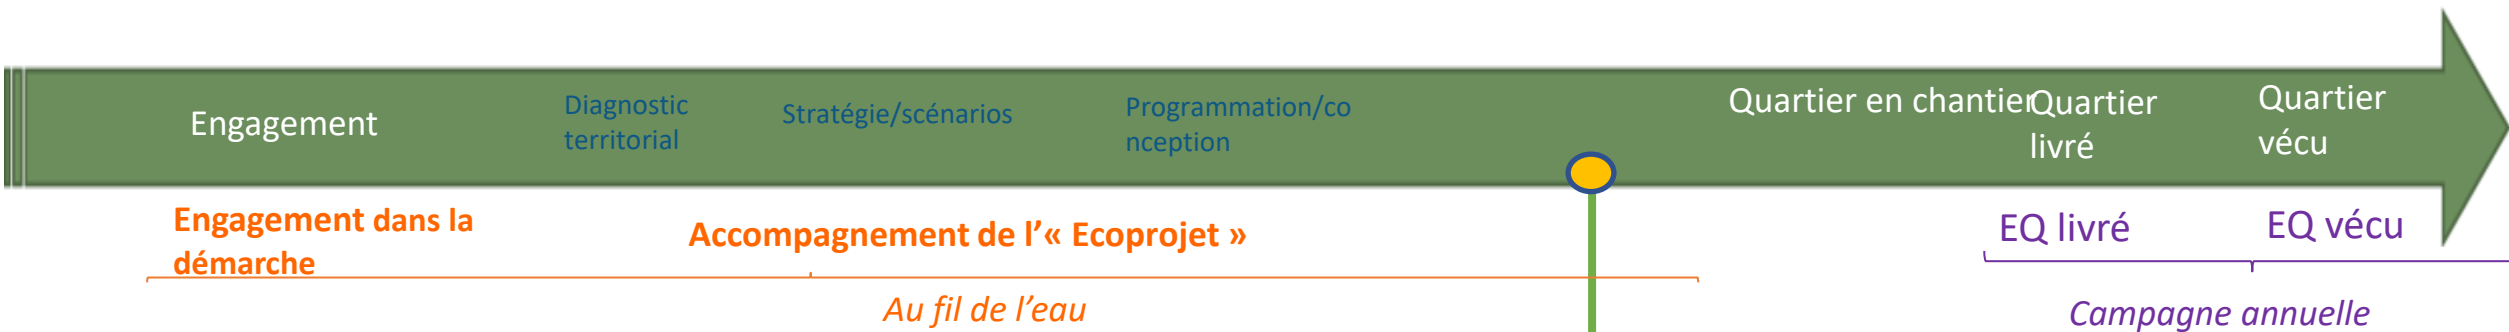 Engagement
Diagnostic
territorial
Stratégie/scénarios
Programmation/co
nception
Quartier en chantier
Quartier
livré
Quartier
vécu
Engagement dans la
démarche
Accompagnement de l'« Ecoprojet »
EQ livré
EQ vécu
Au fil de l'eau
Campagne annuelle